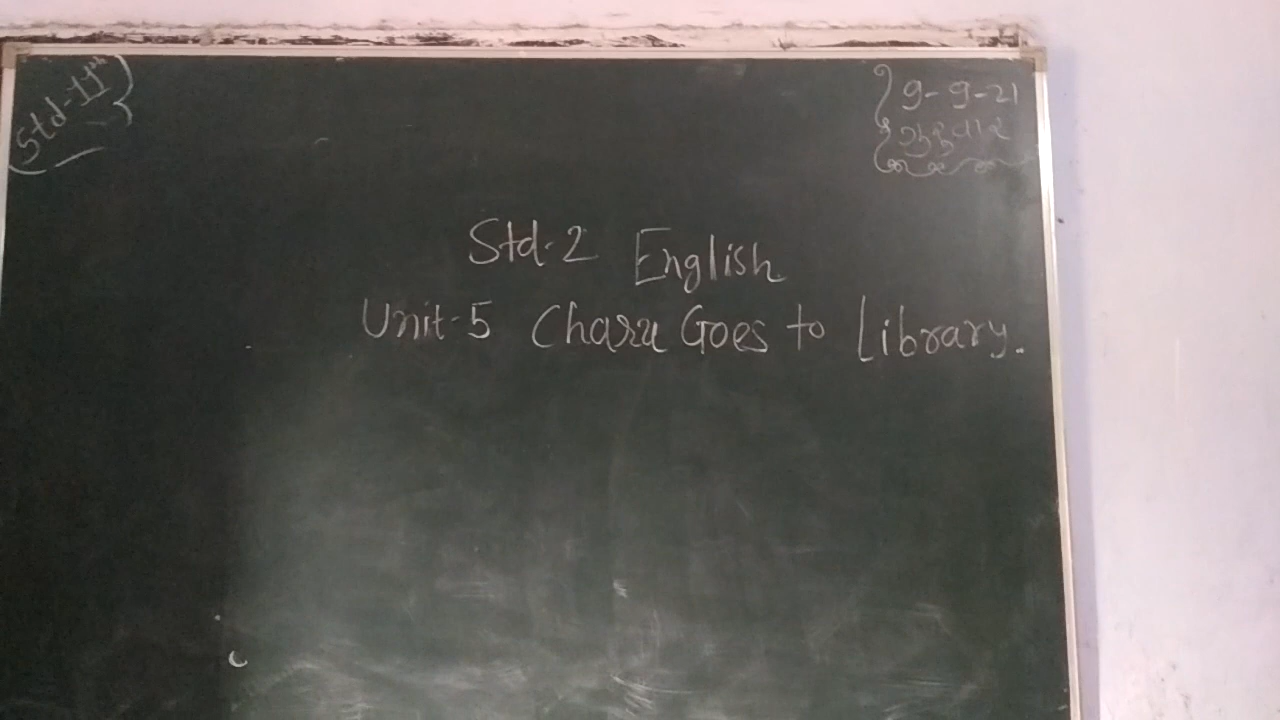 Std-11th
9-9-21
ગુરુવાર
Std-2 English
Unit-5 Charu Goes to Library.